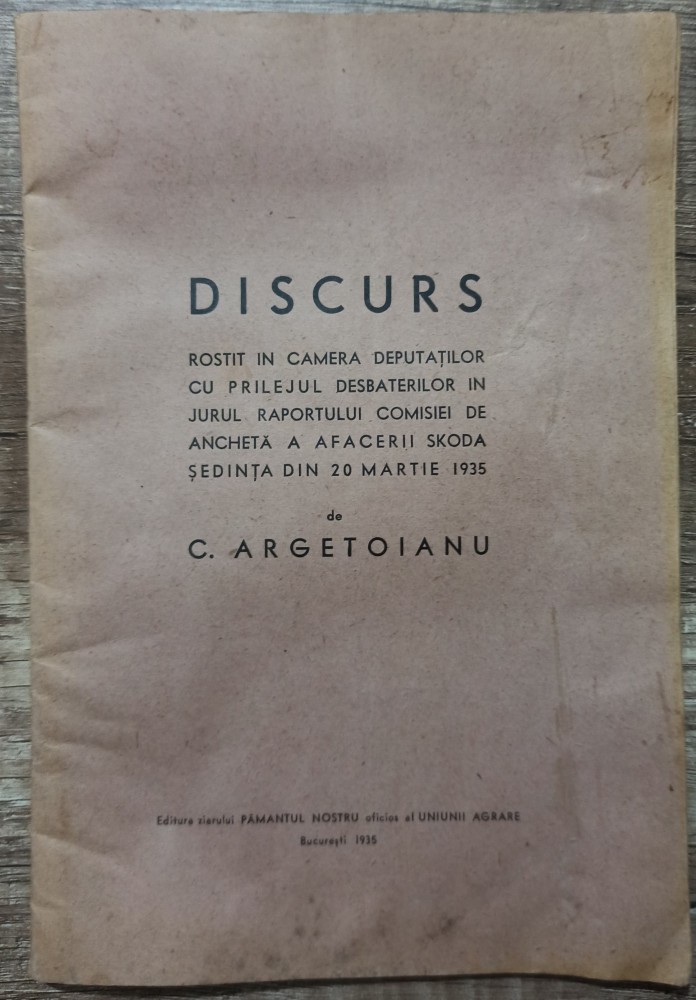 DISCURS
ROSTIT IN CAMERA DEPUTAȚILOR
CU PRILEJUL DESBATERILOR IN
JURUL RAPORTULUI COMISIEI DE
ANCHETĂ A AFACERII SKODA
ȘEDINȚA DIN 20 MARTIE 1935
de
C. ARGETOIANU
Editura ziarului PĂMANTUL NOSTRU oficios al UNIUNII AGRARE
București 1935